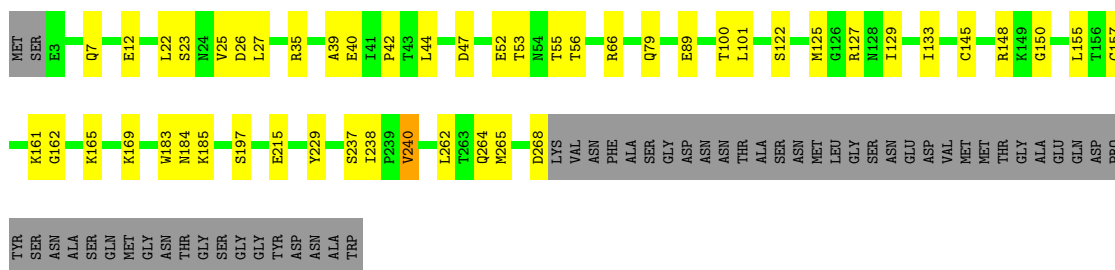 MET SER E3 Q7 E12 L22 S23 N24 V25 D26 L27 R35 A39 E40 I41 P42 T43 L44 D47 E52 T53 N54 T55 T56 R66 Q79 E89 T100 L101 S122 M125 G126 R127 N128 I129 I133 C145 R148 K149 G150 L155 T156 C157
K161 G162 K165 K169 W183 N184 K185 S197 E215 Y229 S237 I238 P239 V240 L262 T263 Q264 M265 D268 LYS VAL ASN PHE ALA SER GLY ASP ASN ASN THR ALA SER ASN MET LEU GLY SER ASN GLU ASP VAL MET MET THR GLY ALA GLU GLN ASP PRO
TYR SER ASN ALA SER GLN MET GLY ASN THR GLY SER GLY GLY TYR ASP ASN ALA TRP